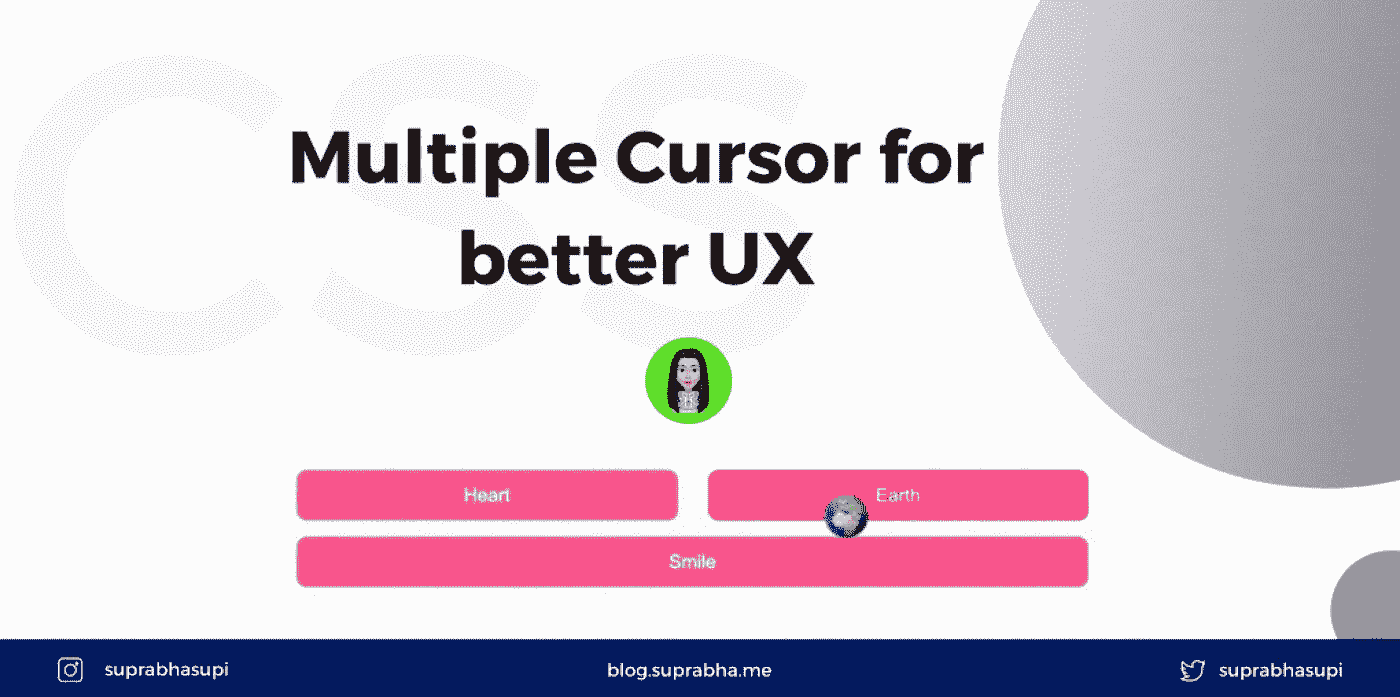 CSS
Multiple Cursor for
better UX
Heart
Earth
Smile
suprabhasupi
blog.suprabha.me
suprabhasupi